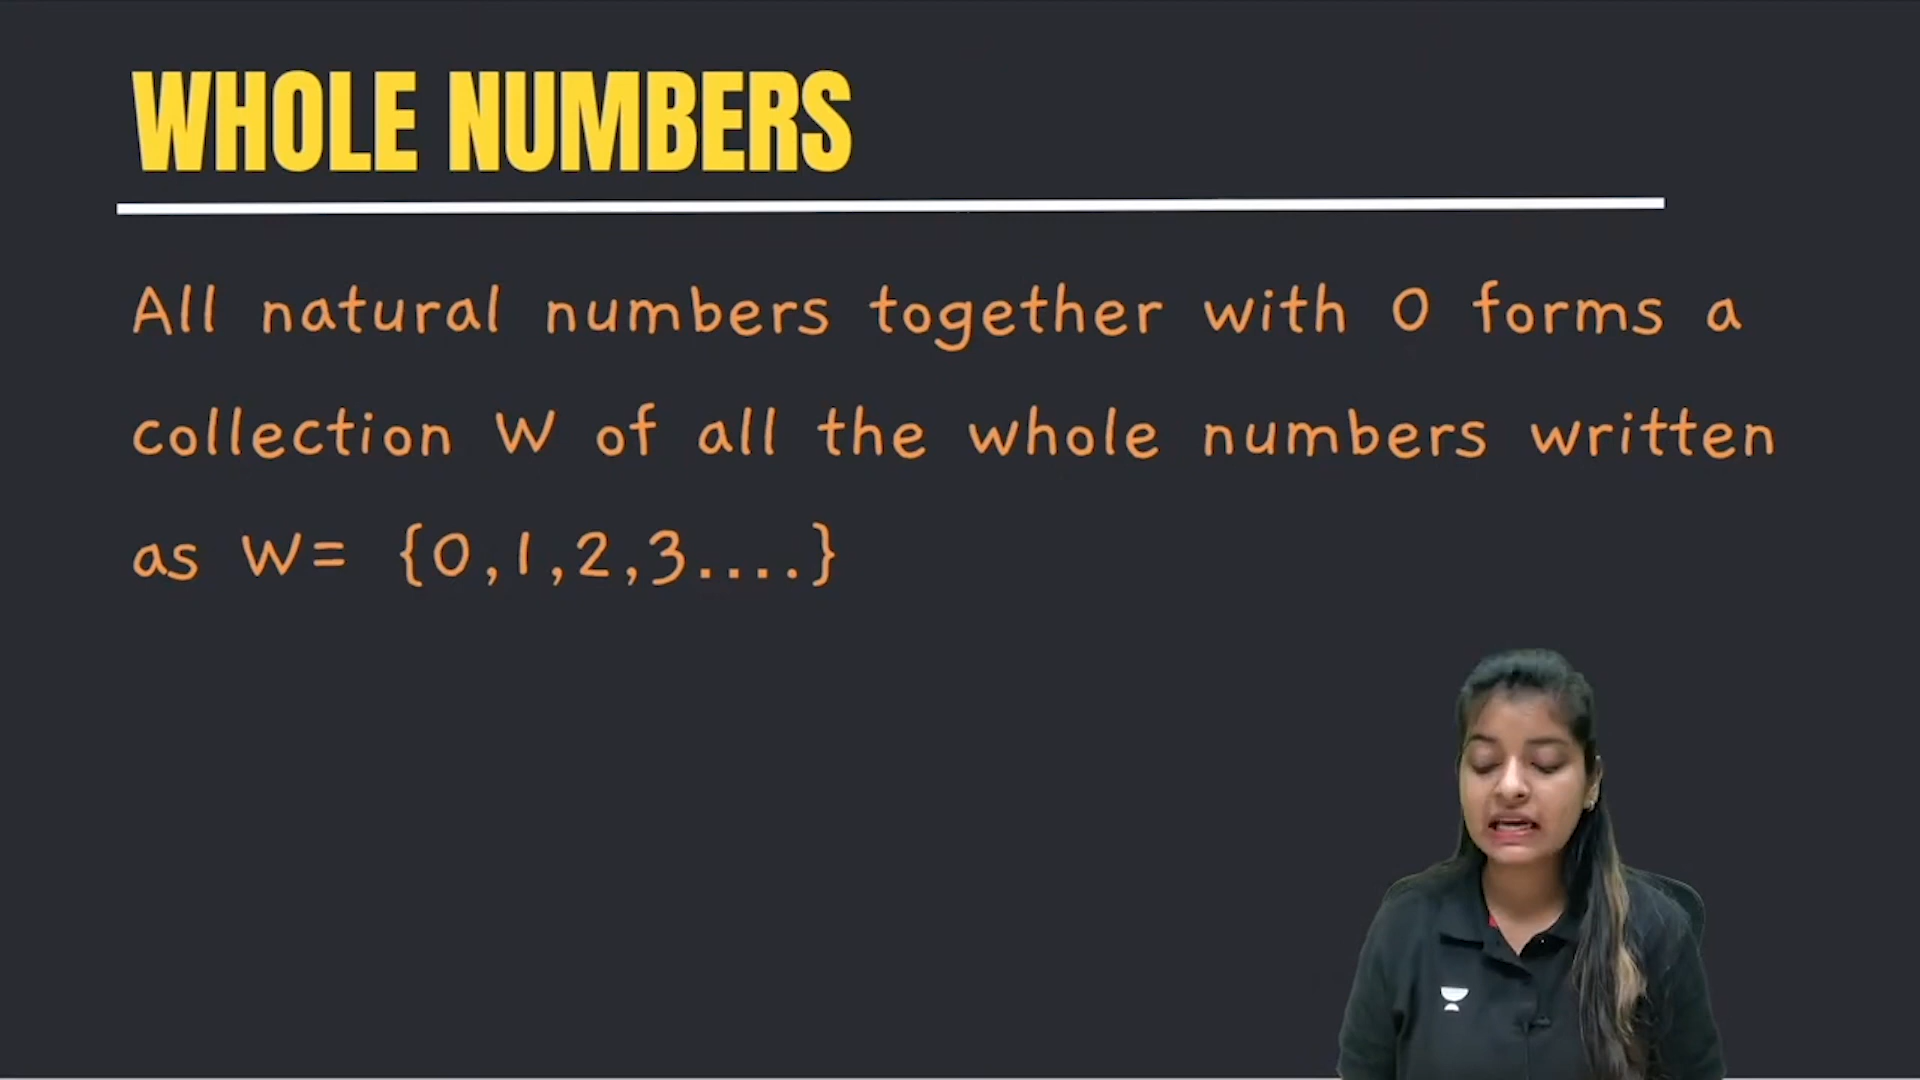 WHOLE NUMBERS
All natural numbers together with 0 forms a
collection W of all the whole numbers written
as W= {0,1,2,3....}